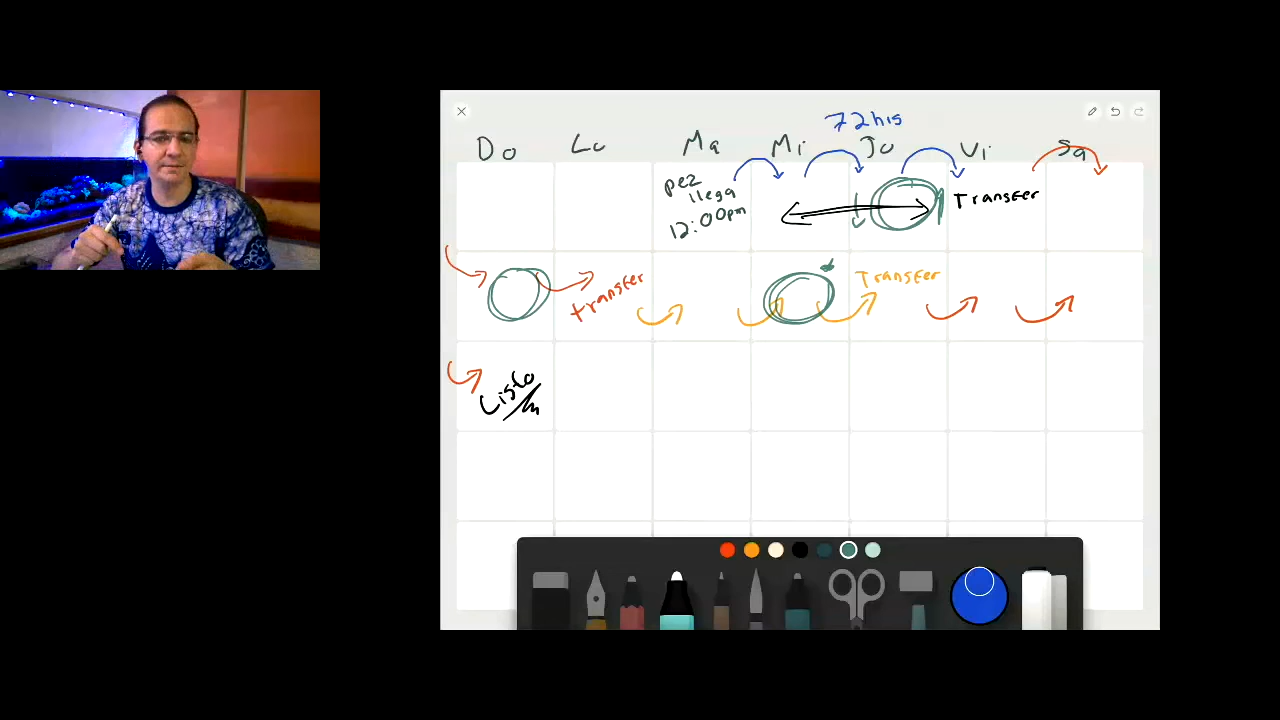 72hrs
Do Lu Ma Mi Ju Vi Sa
pez
llega
12:00pm
Transfer
transfer
Transfer
Listo